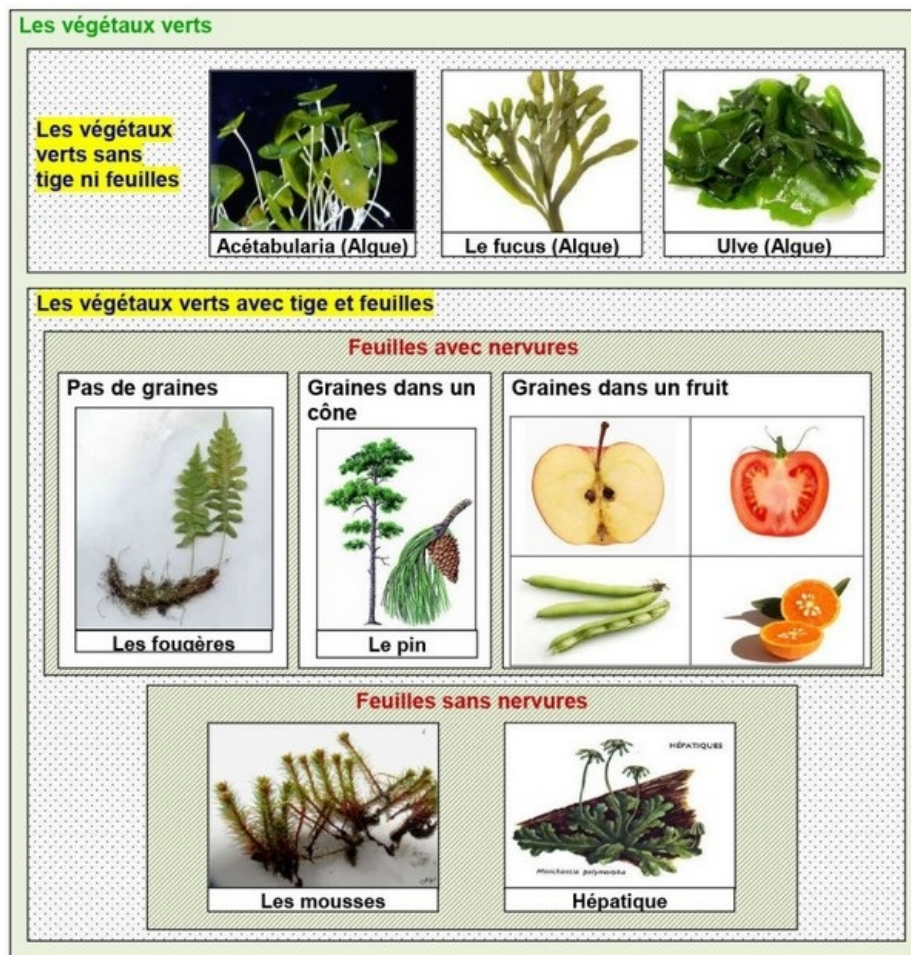 Les végétaux verts
Les végétaux
verts sans
tige ni feuilles
Acétabularia (Algue)
Le fucus (Algue)
Ulve (Algue)
Les végétaux verts avec tige et feuilles
Feuilles avec nervures
Pas de graines
Les fougères
Graines dans un
cône
Le pin
Graines dans un fruit
Feuilles sans nervures
Les mousses
HÉPATIQUES
Marchantia polymorpha
Hépatique